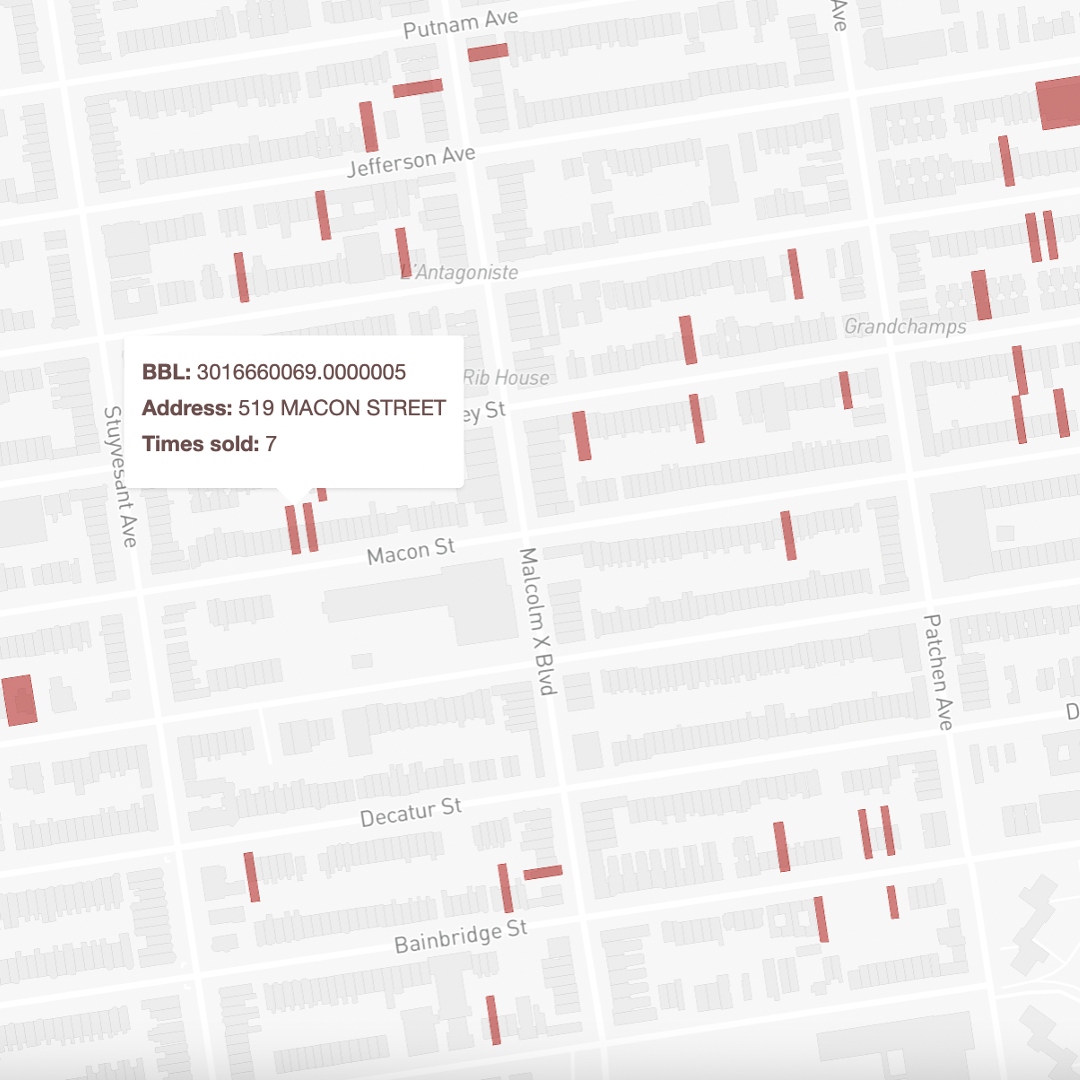 Putnam Ave
Ave
Jefferson Ave
L'Antagoniste
Grandchamps
BBL: 3016660069.0000005
Address: 519 MACON STREET
Times sold: 7
Rib House
ey St
Stuyvesant Ave
Macon St
Malcolm X Blvd
Patchen Ave
D
Decatur St
Bainbridge St